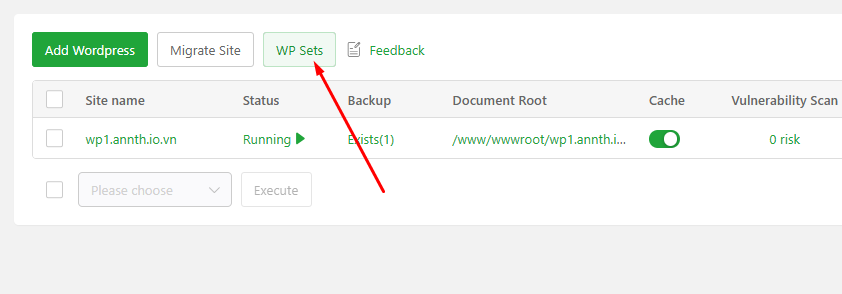 Add Wordpress Migrate Site WP Sets Feedback
Site name Status Backup Document Root Cache Vulnerability Scan
wp1.annth.io.vn Running Exists(1) /www/wwwroot/wp1.annth.i... 0 risk
Please choose Execute